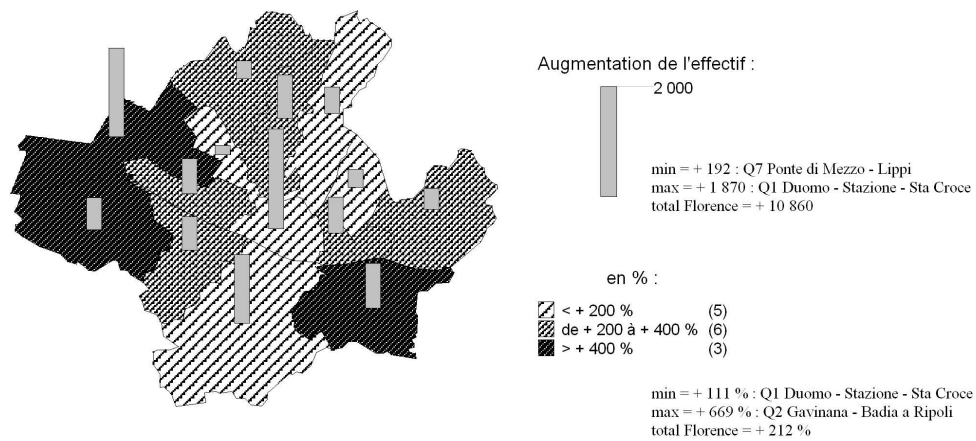 Augmentation de l'effectif :
2 000
min = + 192 : Q7 Ponte di Mezzo - Lippi
max = + 1 870 : Q1 Duomo - Stazione - Sta Croce
total Florence = + 10 860
en % :
< + 200 % (5)
de + 200 à + 400 % (6)
> + 400 % (3)
min + 111 % : Q1 Duomo - Stazione - Sta Croce
max = + 669 % : Q2 Gavinana - Badia a Ripoli
total Florence = + 212 %